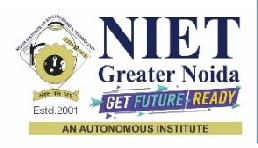 NIET
Greater Noida
GET FUTURE READY
Estd.2001
AN AUTONOMOUS INSTITUTE